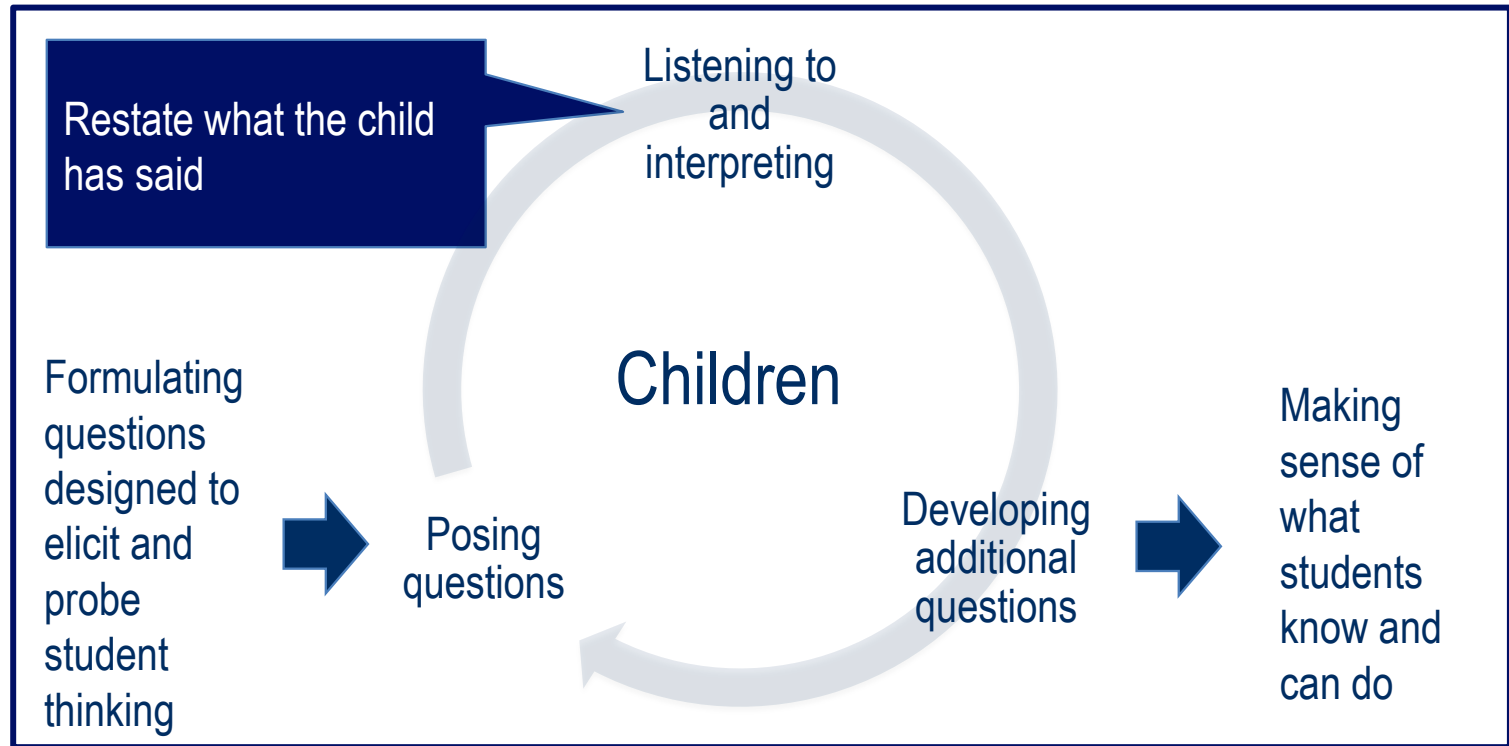 Restate what the child
has said
Listening to
and
interpreting
Children
Formulating
questions
designed to
elicit and
probe
student
thinking
Posing
questions
Developing
additional
questions
Making
sense of
what
students
know and
can do